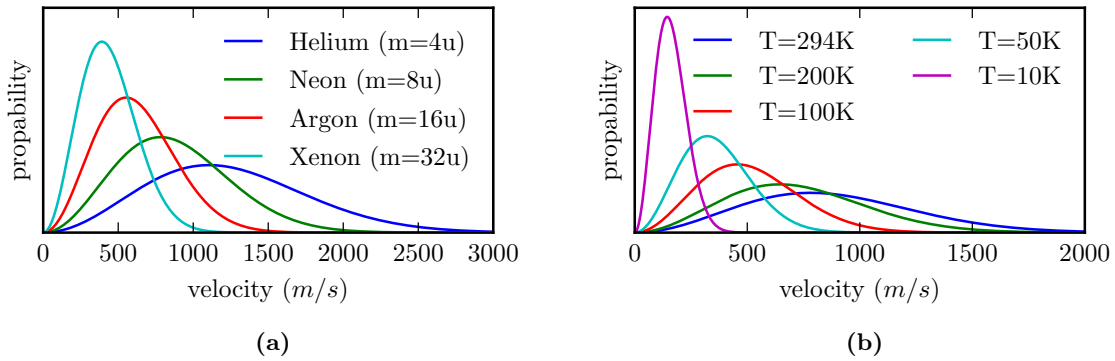 propability
Helium (m=4u)
Neon (m=8u)
Argon (m=16u)
Xenon (m=32u)
0 500 1000 1500 2000 2500 3000
velocity (m/s)
(a)
propability
T=294K
T=200K
T=100K
T=50K
T=10K
0 500 1000 1500 2000
velocity (m/s)
(b)